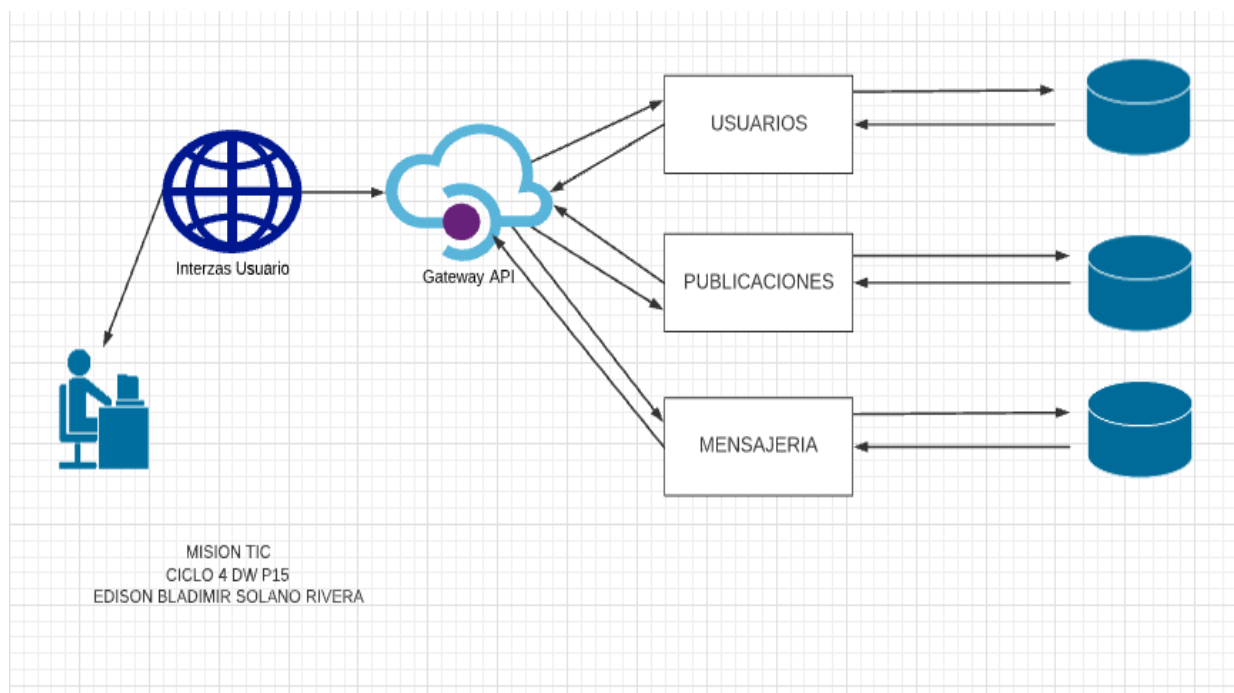 USUARIOS
Interzas Usuario
Gateway API
PUBLICACIONES
MENSAJERIA
MISION TIC
CICLO 4 DW P15
EDISON BLADIMIR SOLANO RIVERA